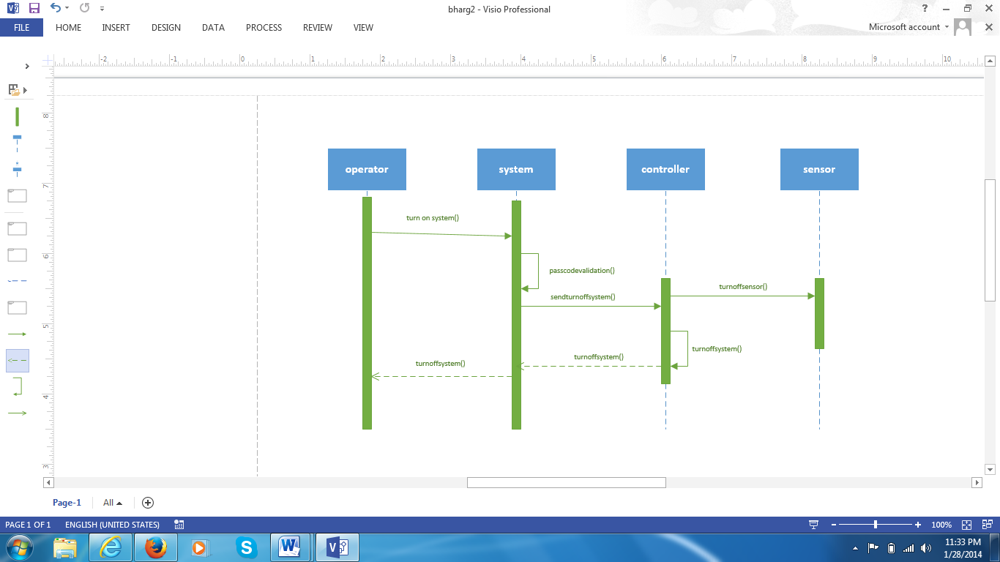 bharg2 - Visio Professional
?
FILE HOME INSERT DESIGN DATA PROCESS REVIEW VIEW
Microsoft account
-2 -1 0 1 2 3 4 5 6 7 8 9 10
8
7
6
5
4
3
operator system controller sensor
turn on system()
passcodevalidation()
turnoffsensor()
sendturnoffsystem()
turnoffsystem()
turnoffsystem()
turnoffsystem()
Page-1 All
PAGE 1 OF 1 ENGLISH (UNITED STATES) 100%
11:33 PM
1/28/2014